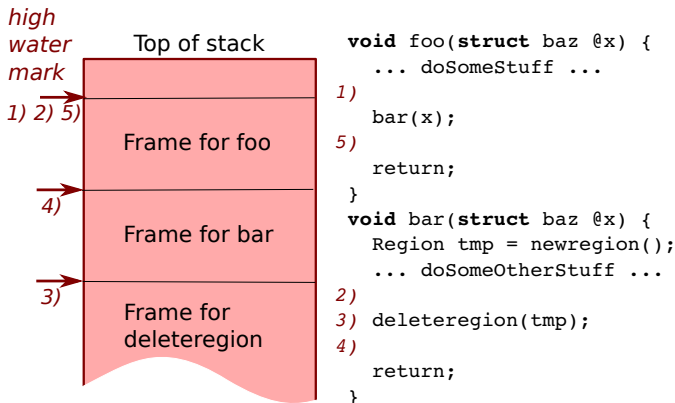 high
water
mark
Top of stack
1) 2) 5)
Frame for foo
4)
Frame for bar
3)
Frame for
deleteregion
void foo(struct baz @x) {
... doSomeStuff ...
1)
bar(x);
5)
return;
}
void bar(struct baz @x) {
Region tmp = newregion();
... doSomeOtherStuff ...
2)
3) deleteregion(tmp);
4)
return;
}